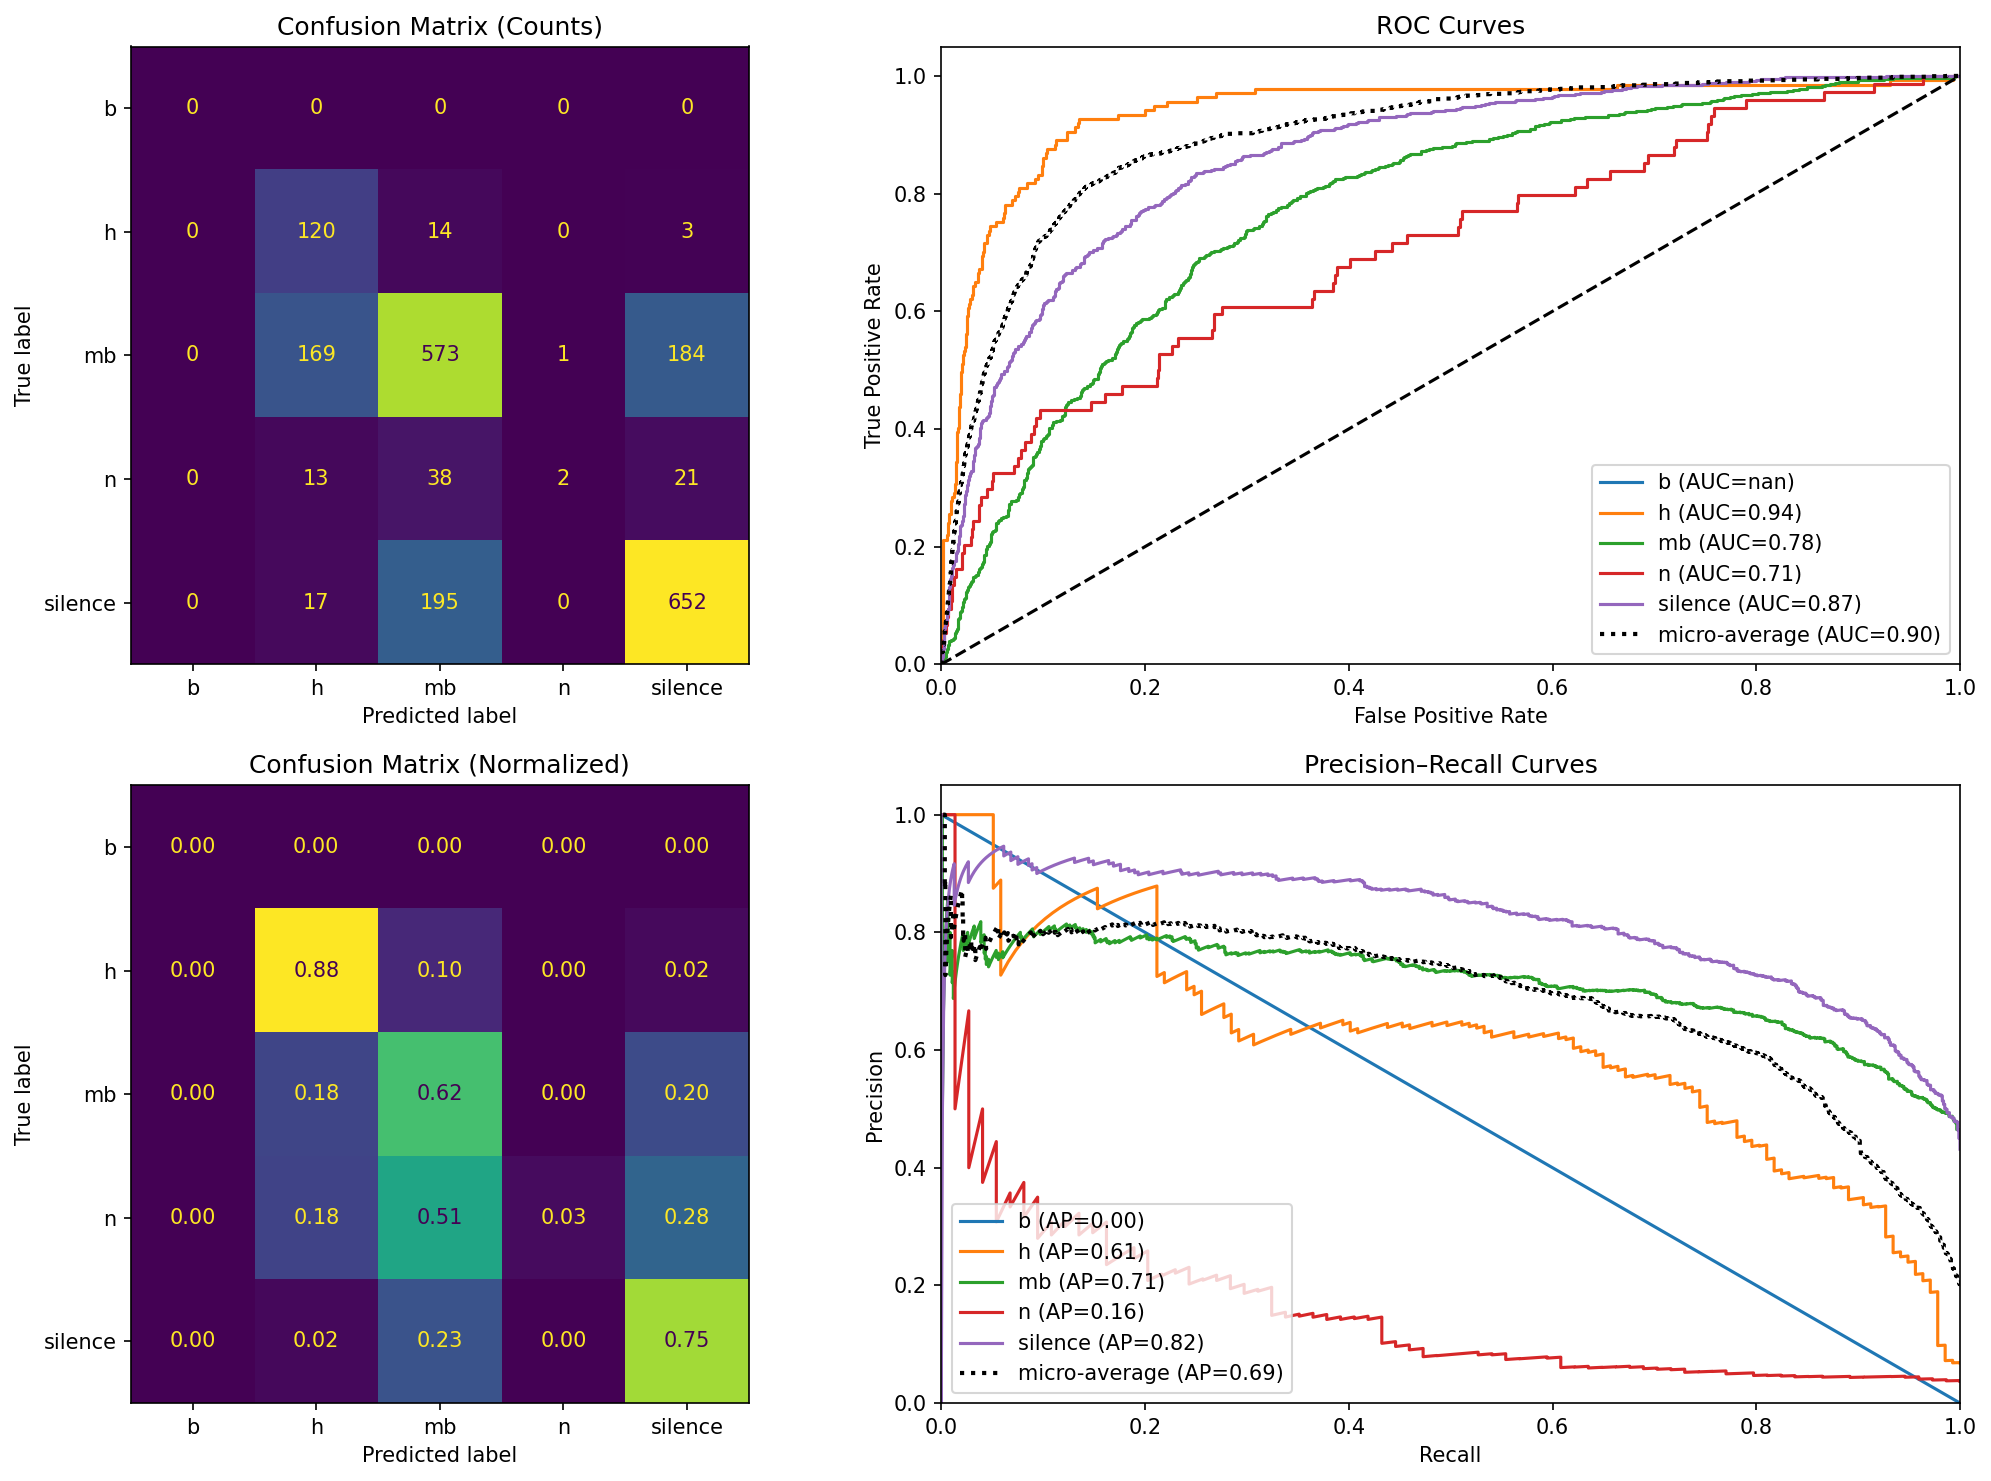 Confusion Matrix (Counts)
True label
b
h
mb
n
silence
0 0 0 0 0
0 120 14 0 3
0 169 573 1 184
0 13 38 2 21
0 17 195 0 652
b h mb n silence
Predicted label
ROC Curves
True Positive Rate
1.0
0.8
0.6
0.4
0.2
0.0
b (AUC=nan)
h (AUC=0.94)
mb (AUC=0.78)
n (AUC=0.71)
silence (AUC=0.87)
micro-average (AUC=0.90)
0.0 0.2 0.4 0.6 0.8 1.0
False Positive Rate
Confusion Matrix (Normalized)
True label
b
h
mb
n
silence
0.00 0.00 0.00 0.00 0.00
0.00 0.88 0.10 0.00 0.02
0.00 0.18 0.62 0.00 0.20
0.00 0.18 0.51 0.03 0.28
0.00 0.02 0.23 0.00 0.75
b h mb n silence
Predicted label
Precision–Recall Curves
Precision
1.0
0.8
0.6
0.4
0.2
0.0
b (AP=0.00)
h (AP=0.61)
mb (AP=0.71)
n (AP=0.16)
silence (AP=0.82)
micro-average (AP=0.69)
0.0 0.2 0.4 0.6 0.8 1.0
Recall